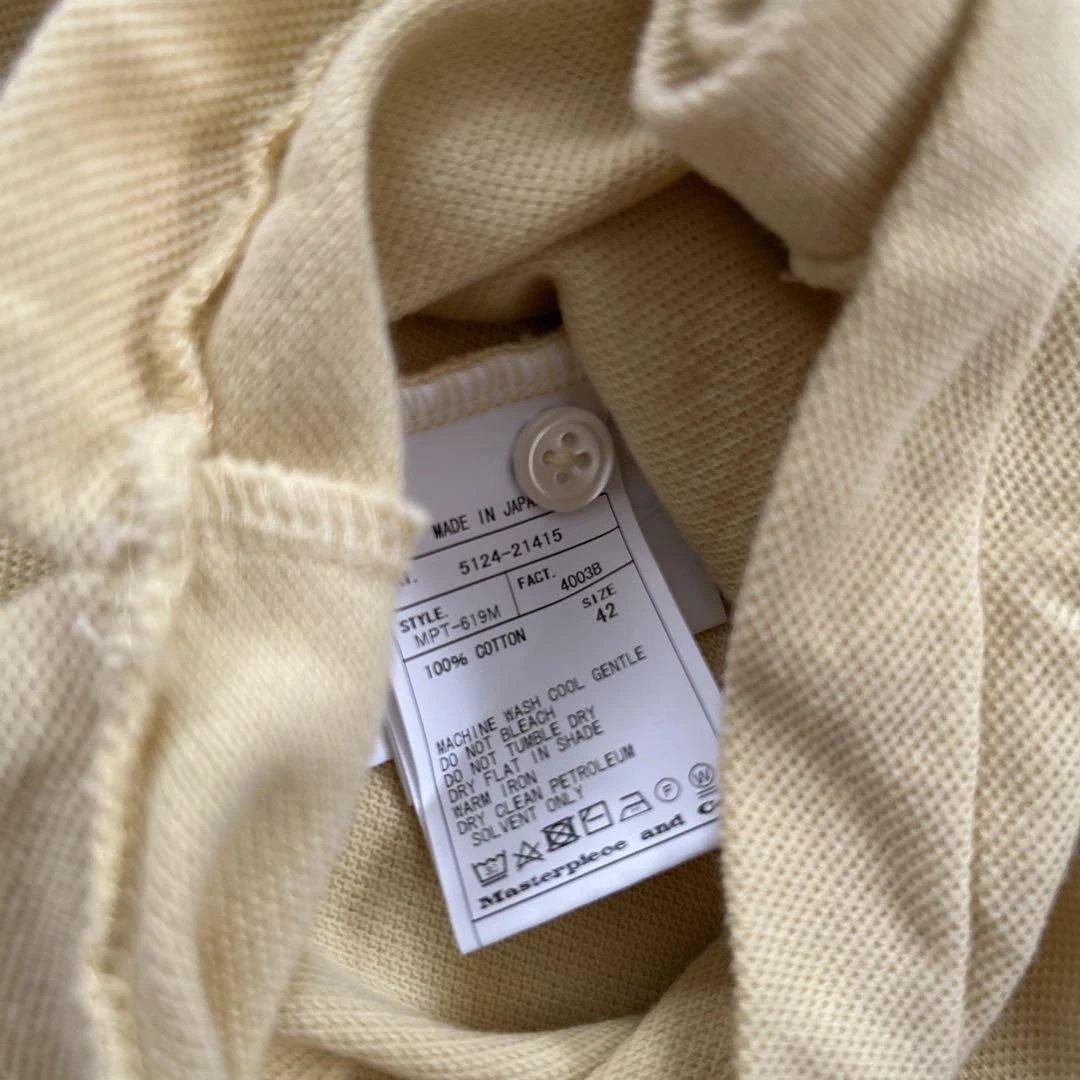 MADE IN JAPA
N. 5124-21415
STYLE. MPT-619M FACT. 4003B
100% COTTON SIZE 42
MACHINE WASH COOL GENTLE
DO NOT BLEACH
DO NOT TUMBLE DRY
DRY FLAT IN SHADE
WARM IRON
DRY CLEAN PETROLEUM
SOLVENT ONLY
30 F W
Masterpiece and C